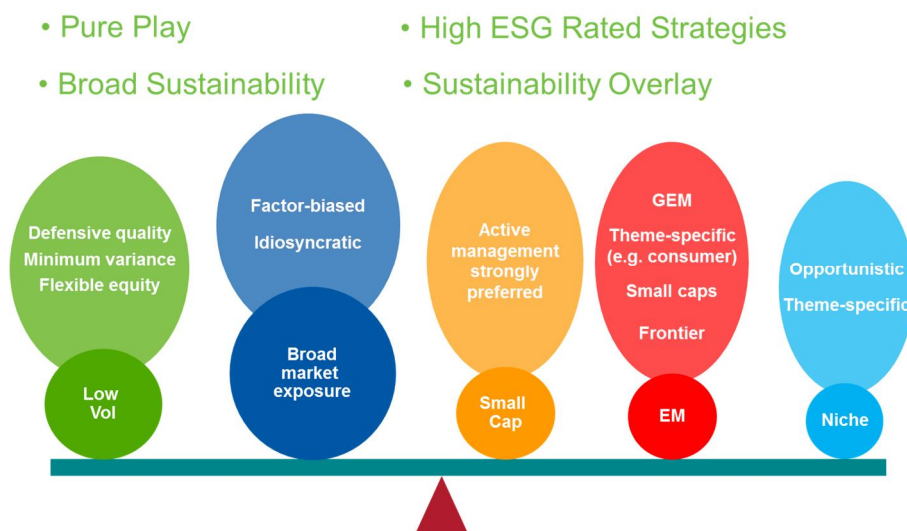 • Pure Play
• High ESG Rated Strategies
• Broad Sustainability
• Sustainability Overlay
Defensive quality
Minimum variance
Flexible equity
Low
Vol
Factor-biased
Idiosyncratic
Broad
market
exposure
Active
management
strongly
preferred
Small
Cap
GEM
Theme-specific
(e.g. consumer)
Small caps
Frontier
EM
Opportunistic
Theme-specific
Niche